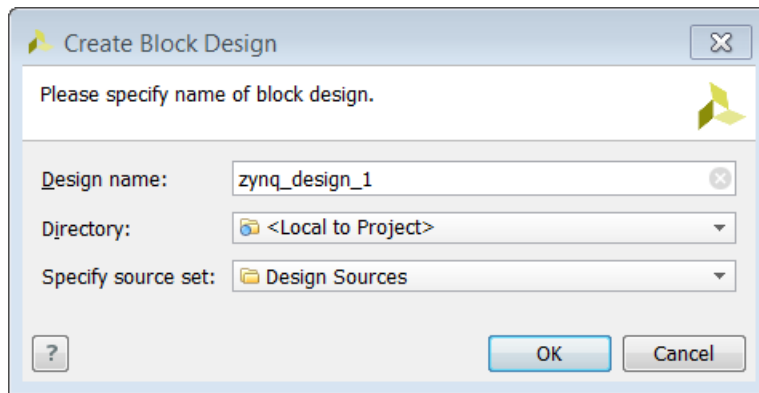 Create Block Design
Please specify name of block design.
Design name: zynq_design_1
Directory: <Local to Project>
Specify source set: Design Sources
? OK Cancel